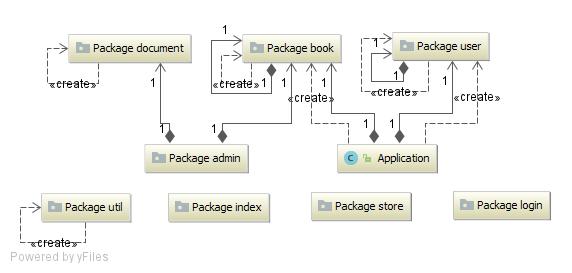 1
1
Package document
Package book
Package user
«create»
1
«create»
1
«create»
1
1
1
«create»
1
1
«create»
1
1
1
1
Package admin
C Application
Package util
Package index
Package store
Package login
«create»
Powered by yFiles